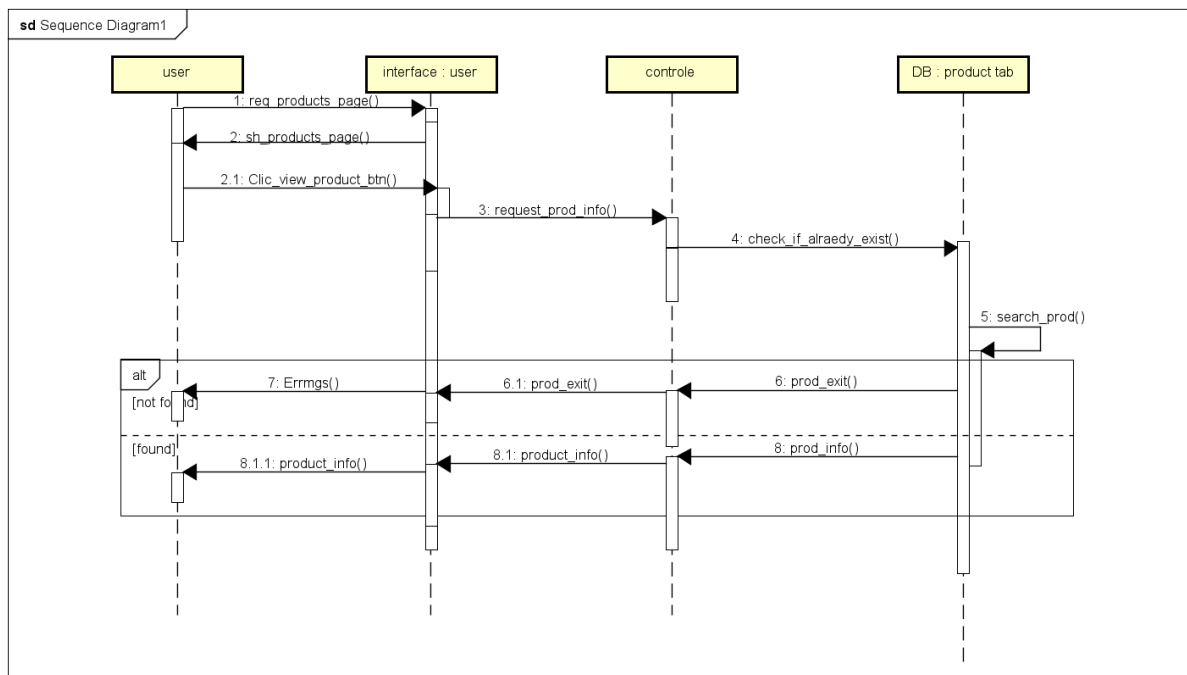 sd Sequence Diagram1
user
interface : user
controle
DB : product tab
1: req_products_page()
2: sh_products_page()
2.1: Clic_view_product_btn()
3: request_prod_info()
4: check_if_alraedy_exist()
5: search_prod()
alt
7: Errmgs()
6.1: prod_exit()
6: prod_exit()
[not found]
[found]
8: prod_info()
8.1: product_info()
8.1.1: product_info()